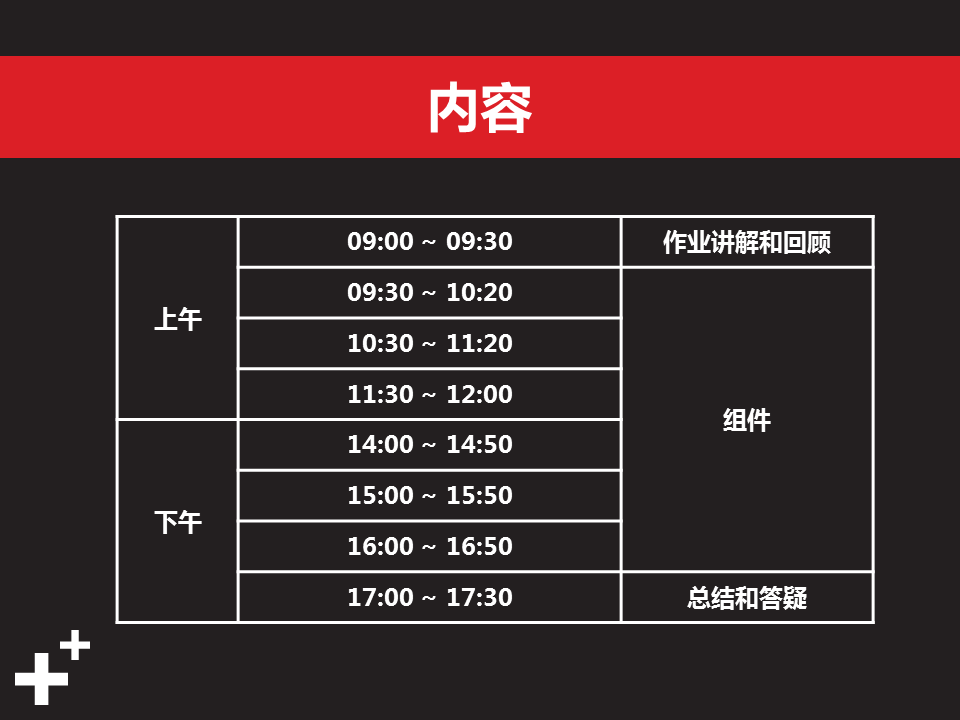 内容
上午
09:00 ~ 09:30
作业讲解和回顾
09:30 ~ 10:20
组件
10:30 ~ 11:20
11:30 ~ 12:00
下午
14:00 ~ 14:50
15:00 ~ 15:50
16:00 ~ 16:50
17:00 ~ 17:30
总结和答疑